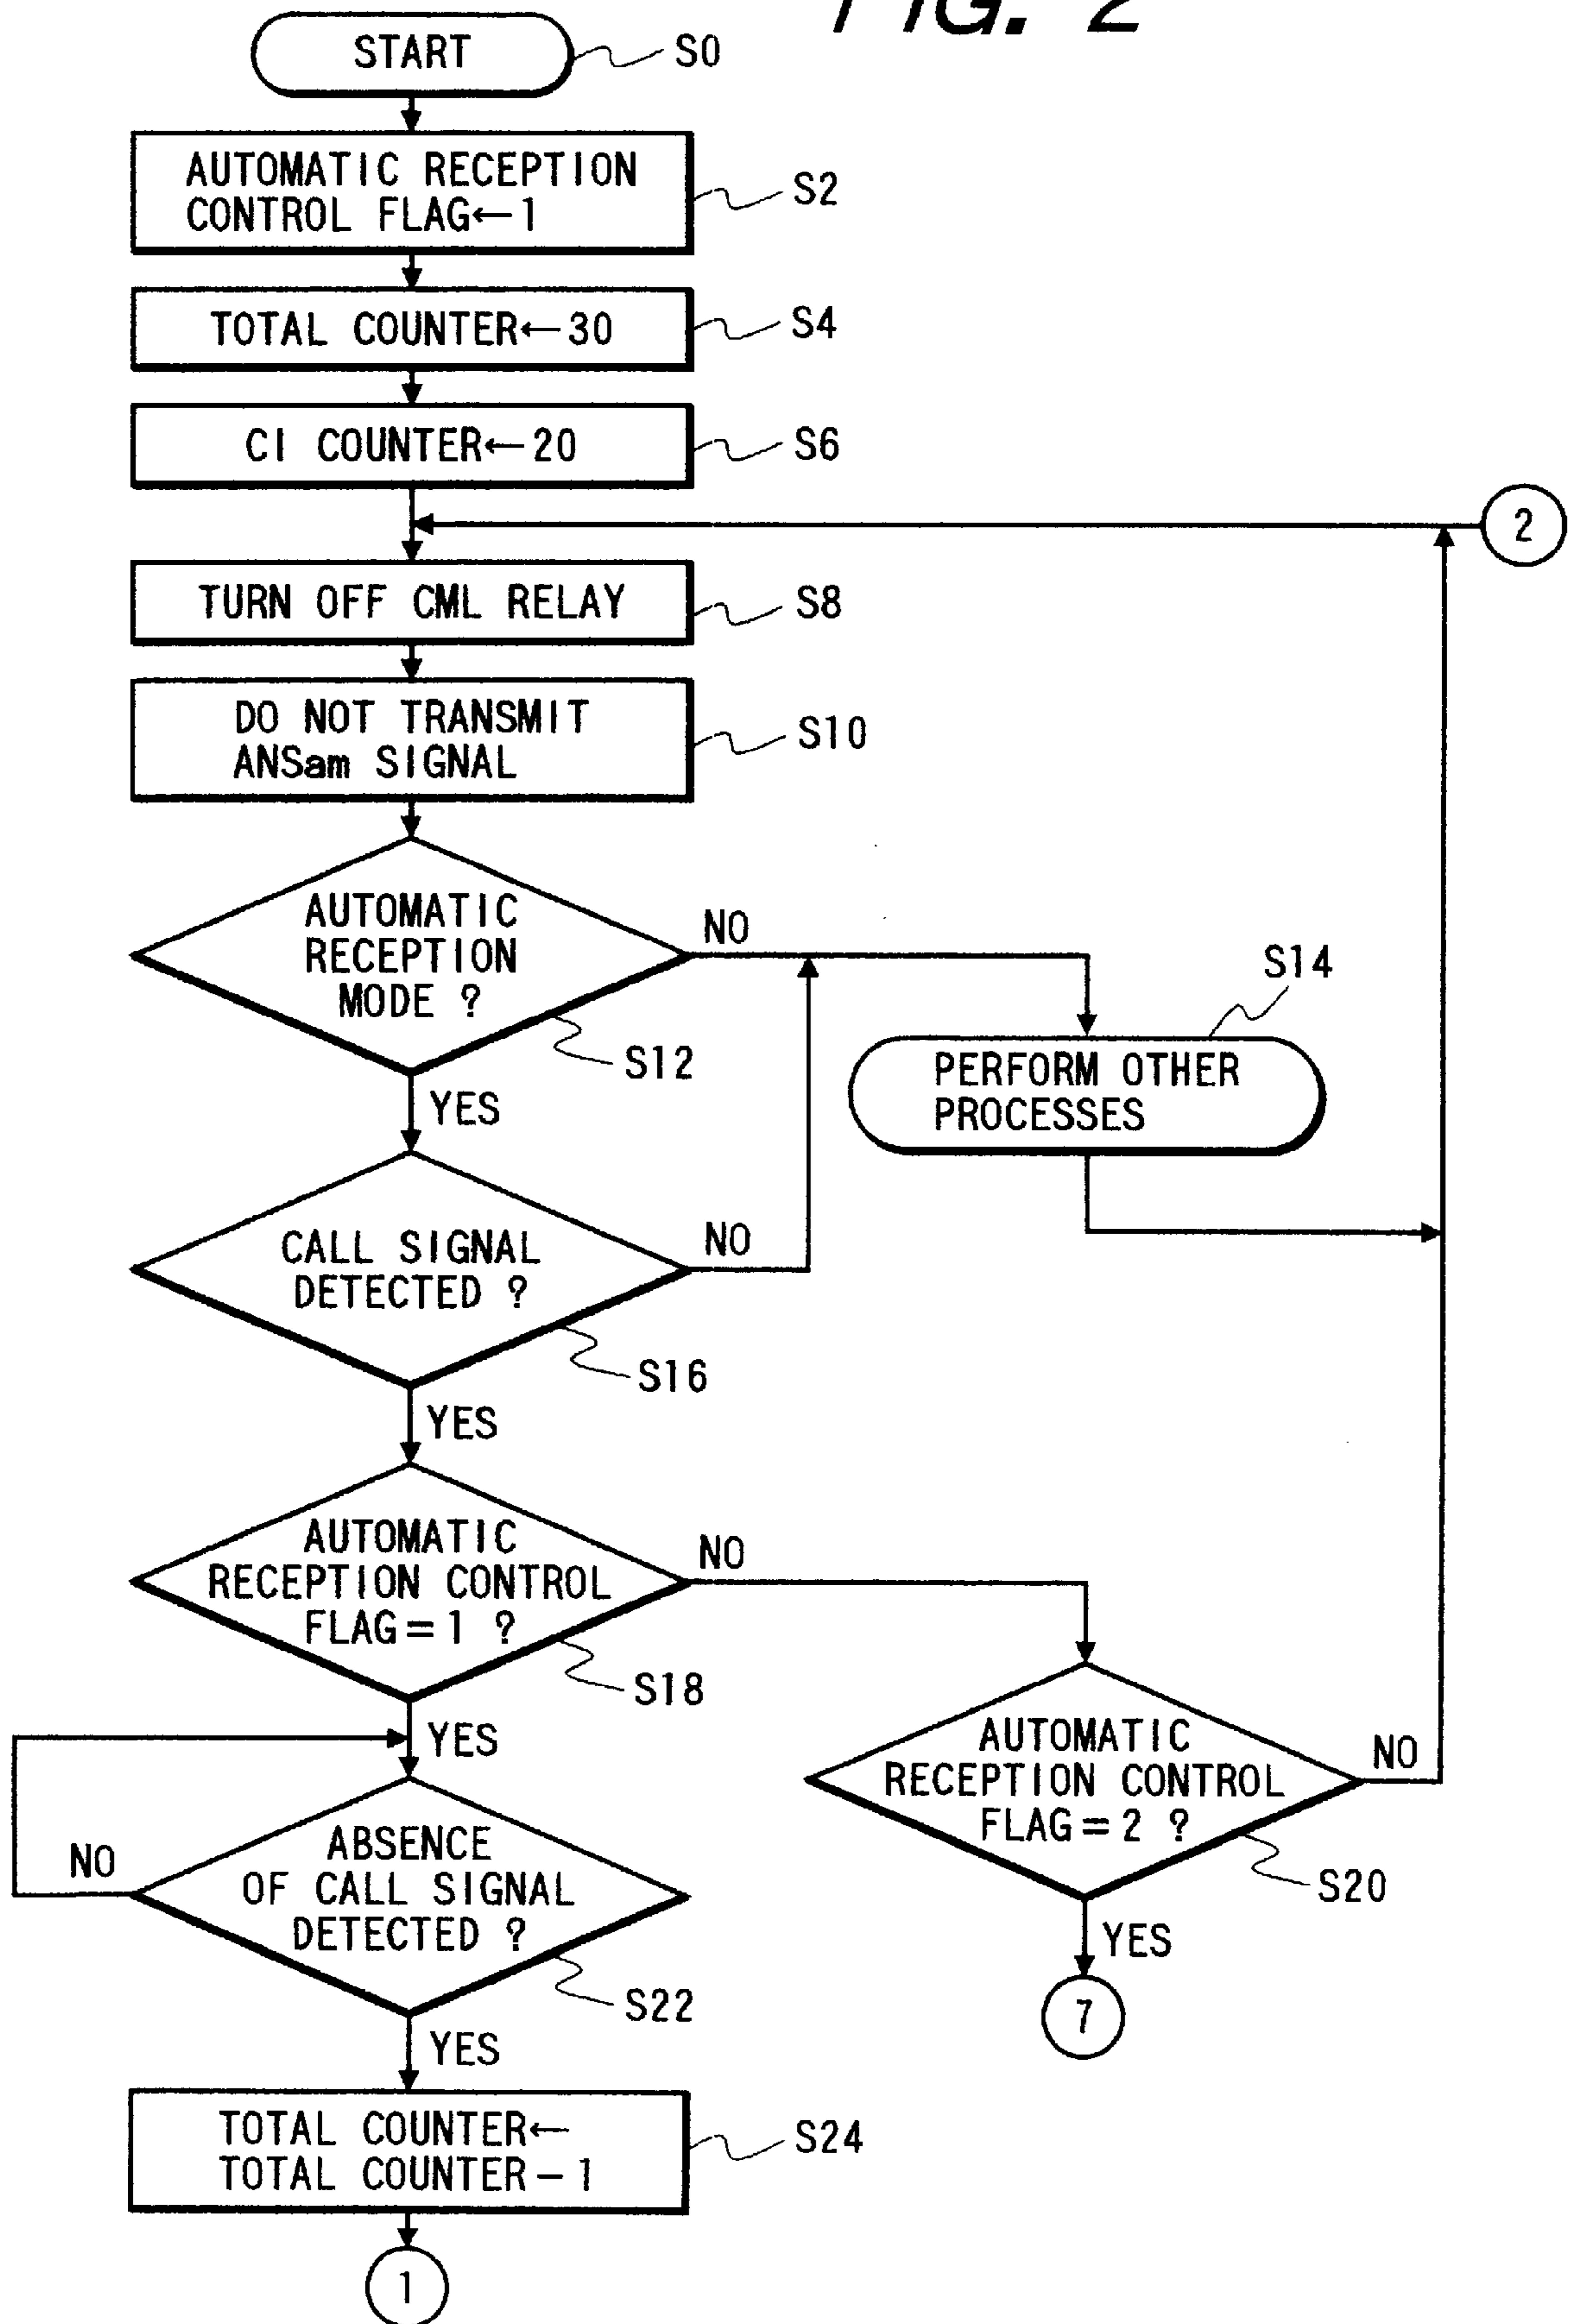 FIG. 2
START
S0
AUTOMATIC RECEPTION
CONTROL FLAG←1
S2
TOTAL COUNTER←30
S4
CI COUNTER←20
S6
2
TURN OFF CML RELAY
S8
DO NOT TRANSMIT
ANSam SIGNAL
S10
AUTOMATIC
RECEPTION
MODE ?
NO
S12
YES
S14
PERFORM OTHER
PROCESSES
CALL SIGNAL
DETECTED ?
NO
S16
YES
AUTOMATIC
RECEPTION CONTROL
FLAG=1 ?
NO
S18
YES
AUTOMATIC
RECEPTION CONTROL
FLAG=2 ?
NO
S20
YES
7
ABSENCE
OF CALL SIGNAL
DETECTED ?
NO
S22
YES
TOTAL COUNTER←
TOTAL COUNTER-1
S24
1